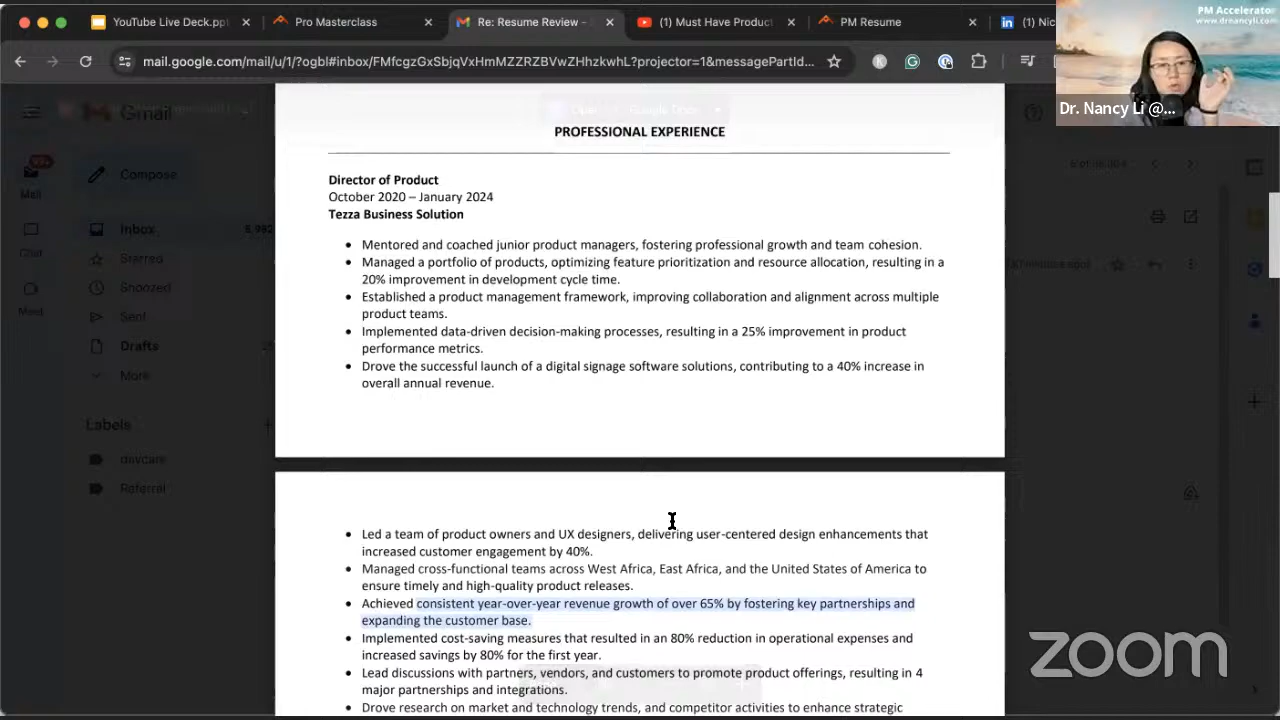 YouTube Live Deck.ppt
Pro Masterclass
Re: Resume Review -
(1) Must Have Product
PM Resume
(1) Nic
PM Accelerator
www.drnancyli.com
mail.google.com/mail/u/1/?ogbl#inbox/FMfcgzGxSbjqVxHmMZZRZBVwZHhzkwhL?projector=1&messagePartId...
Dr. Nancy Li @...
Gmail
99+
Mail
Chat
Meet
Compose
Inbox
Starred
Snoozed
Sent
Drafts
More
Labels
daycare
Referral
Open
Google Docs
PROFESSIONAL EXPERIENCE
Director of Product
October 2020 – January 2024
Tezza Business Solution
• Mentored and coached junior product managers, fostering professional growth and team cohesion.
• Managed a portfolio of products, optimizing feature prioritization and resource allocation, resulting in a
20% improvement in development cycle time.
• Established a product management framework, improving collaboration and alignment across multiple
product teams.
• Implemented data-driven decision-making processes, resulting in a 25% improvement in product
performance metrics.
• Drove the successful launch of a digital signage software solutions, contributing to a 40% increase in
overall annual revenue.
• Led a team of product owners and UX designers, delivering user-centered design enhancements that
increased customer engagement by 40%.
• Managed cross-functional teams across West Africa, East Africa, and the United States of America to
ensure timely and high-quality product releases.
• Achieved consistent year-over-year revenue growth of over 65% by fostering key partnerships and
expanding the customer base.
• Implemented cost-saving measures that resulted in an 80% reduction in operational expenses and
increased savings by 80% for the first year.
• Lead discussions with partners, vendors, and customers to promote product offerings, resulting in 4
major partnerships and integrations.
• Drove research on market and technology trends, and competitor activities to enhance strategic
zoom